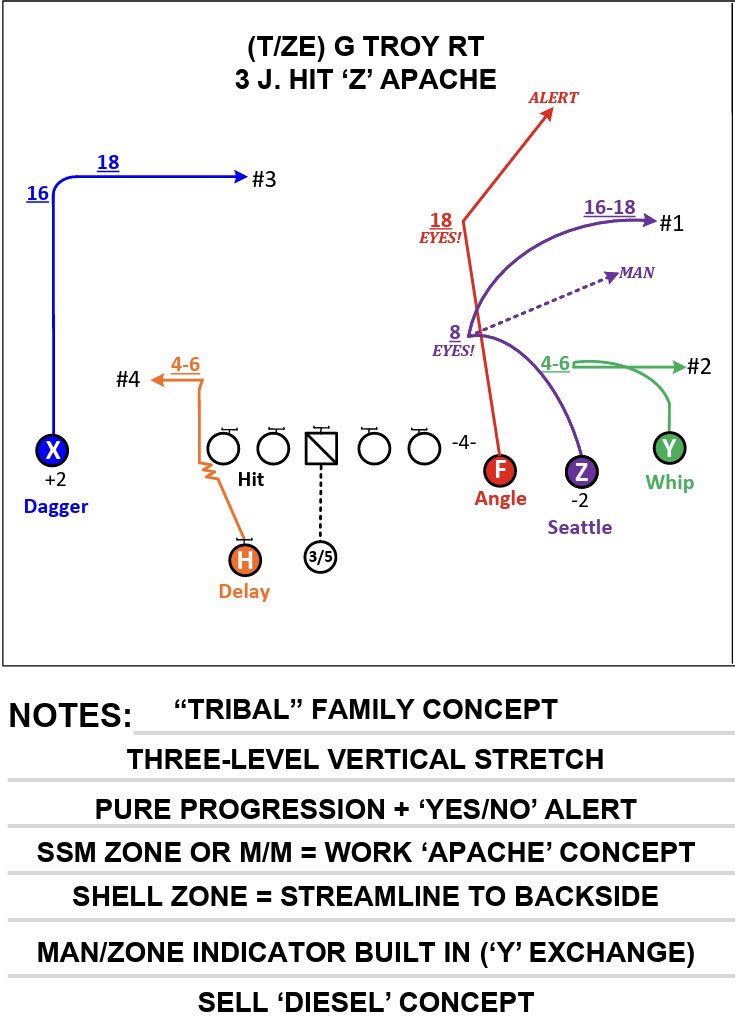 (T/ZE) G TROY RT
3 J. HIT ‘Z’ APACHE
ALERT
18
#3
16
18
EYES!
16-18
#1
MAN
8
EYES!
4-6
#4
4-6
#2
X
+2
Dagger
Hit
-4-
F
Angle
Z
-2
Seattle
Y
Whip
H
Delay
3/5
NOTES:
“TRIBAL” FAMILY CONCEPT
THREE-LEVEL VERTICAL STRETCH
PURE PROGRESSION + ‘YES/NO’ ALERT
SSM ZONE OR M/M = WORK ‘APACHE’ CONCEPT
SHELL ZONE = STREAMLINE TO BACKSIDE
MAN/ZONE INDICATOR BUILT IN (‘Y’ EXCHANGE)
SELL ‘DIESEL’ CONCEPT